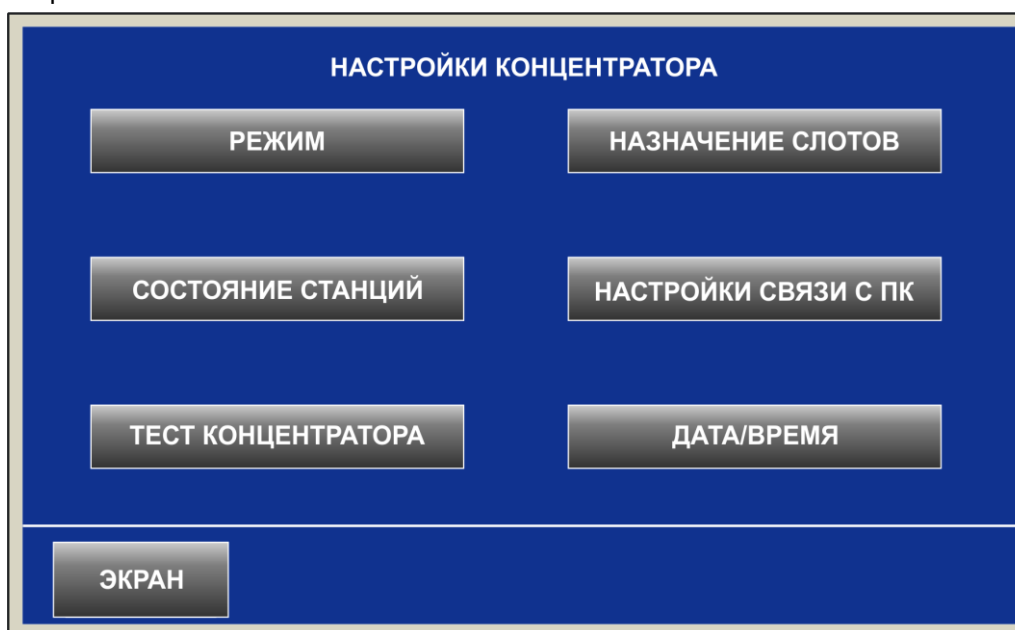 НАСТРОЙКИ КОНЦЕНТРАТОРА
РЕЖИМ
НАЗНАЧЕНИЕ СЛОТОВ
СОСТОЯНИЕ СТАНЦИЙ
НАСТРОЙКИ СВЯЗИ С ПК
ТЕСТ КОНЦЕНТРАТОРА
ДАТА/ВРЕМЯ
ЭКРАН